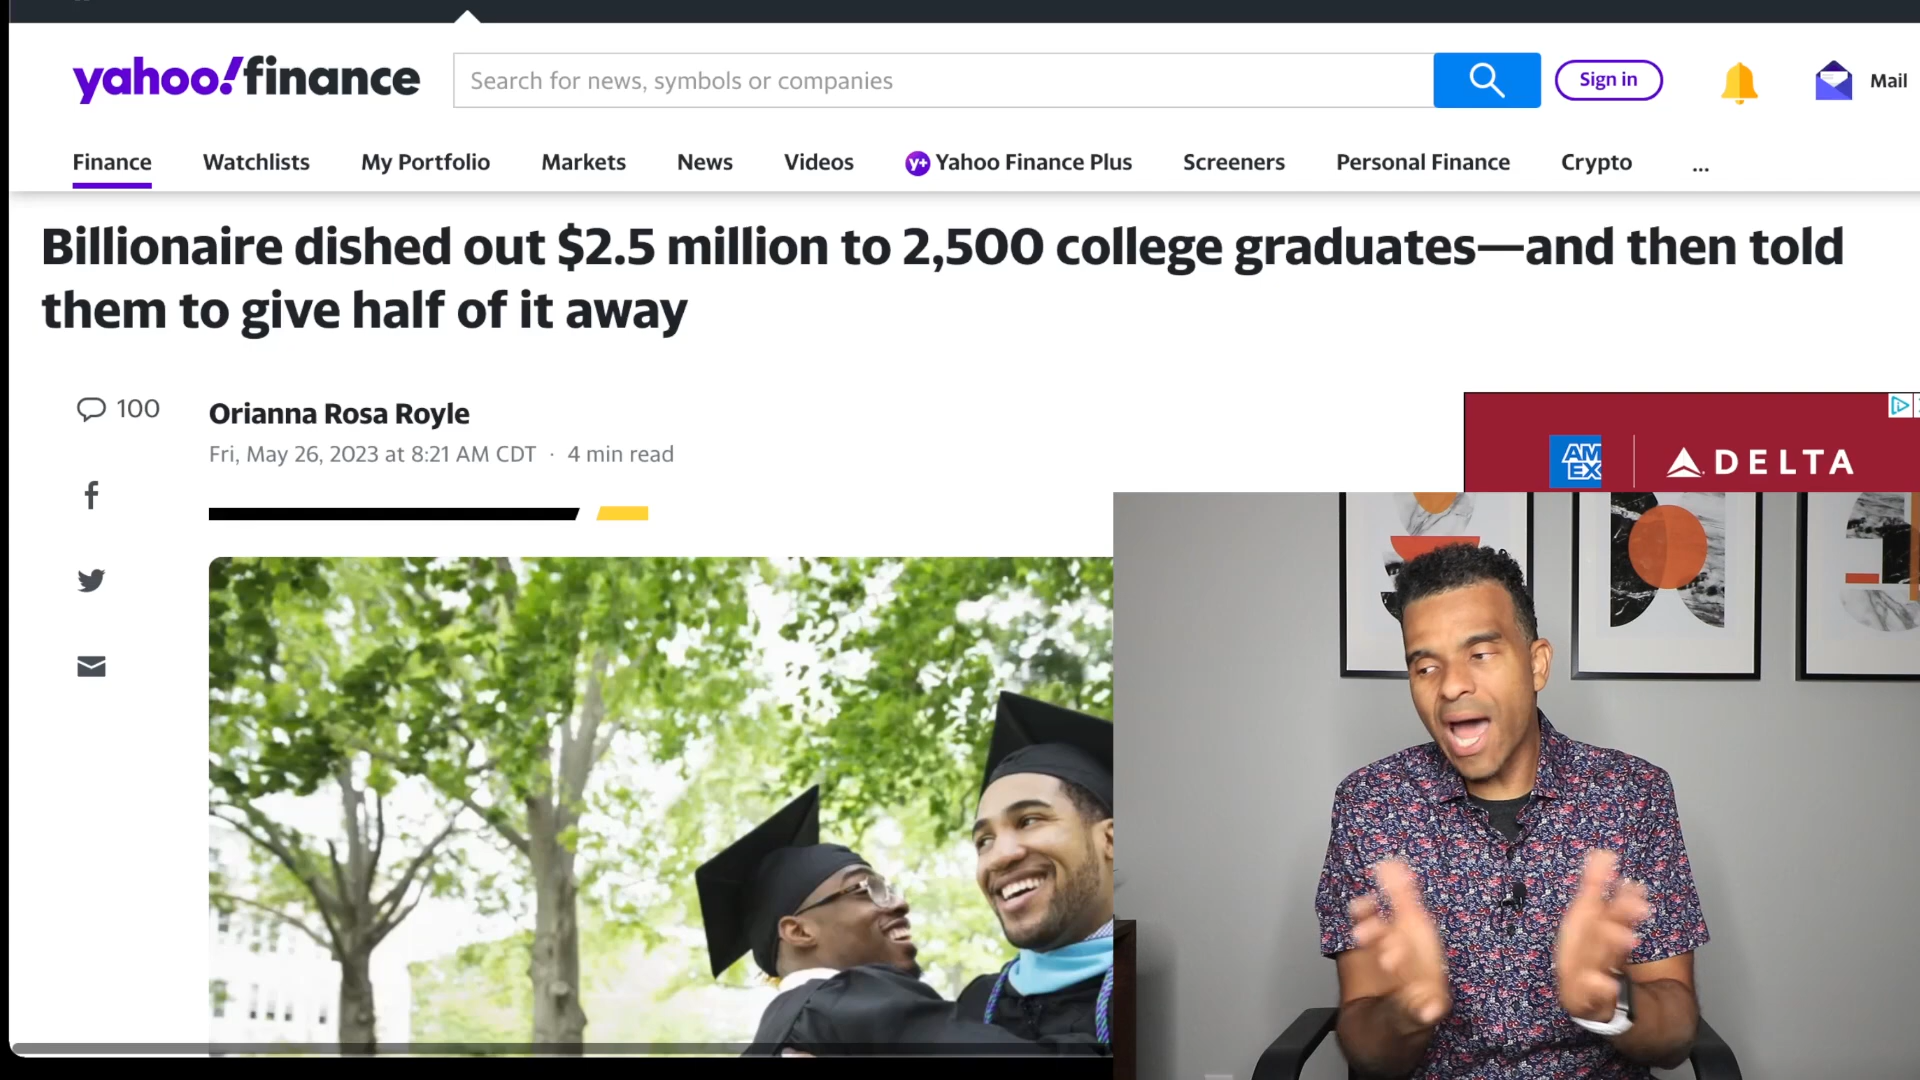 yahoo!finance
Search for news, symbols or companies
Sign in
Mail
Finance
Watchlists
My Portfolio
Markets
News
Videos
y+ Yahoo Finance Plus
Screeners
Personal Finance
Crypto
...
Billionaire dished out $2.5 million to 2,500 college graduates—and then told
them to give half of it away
100
Orianna Rosa Royle
Fri, May 26, 2023 at 8:21 AM CDT · 4 min read
AM
EX
DELTA